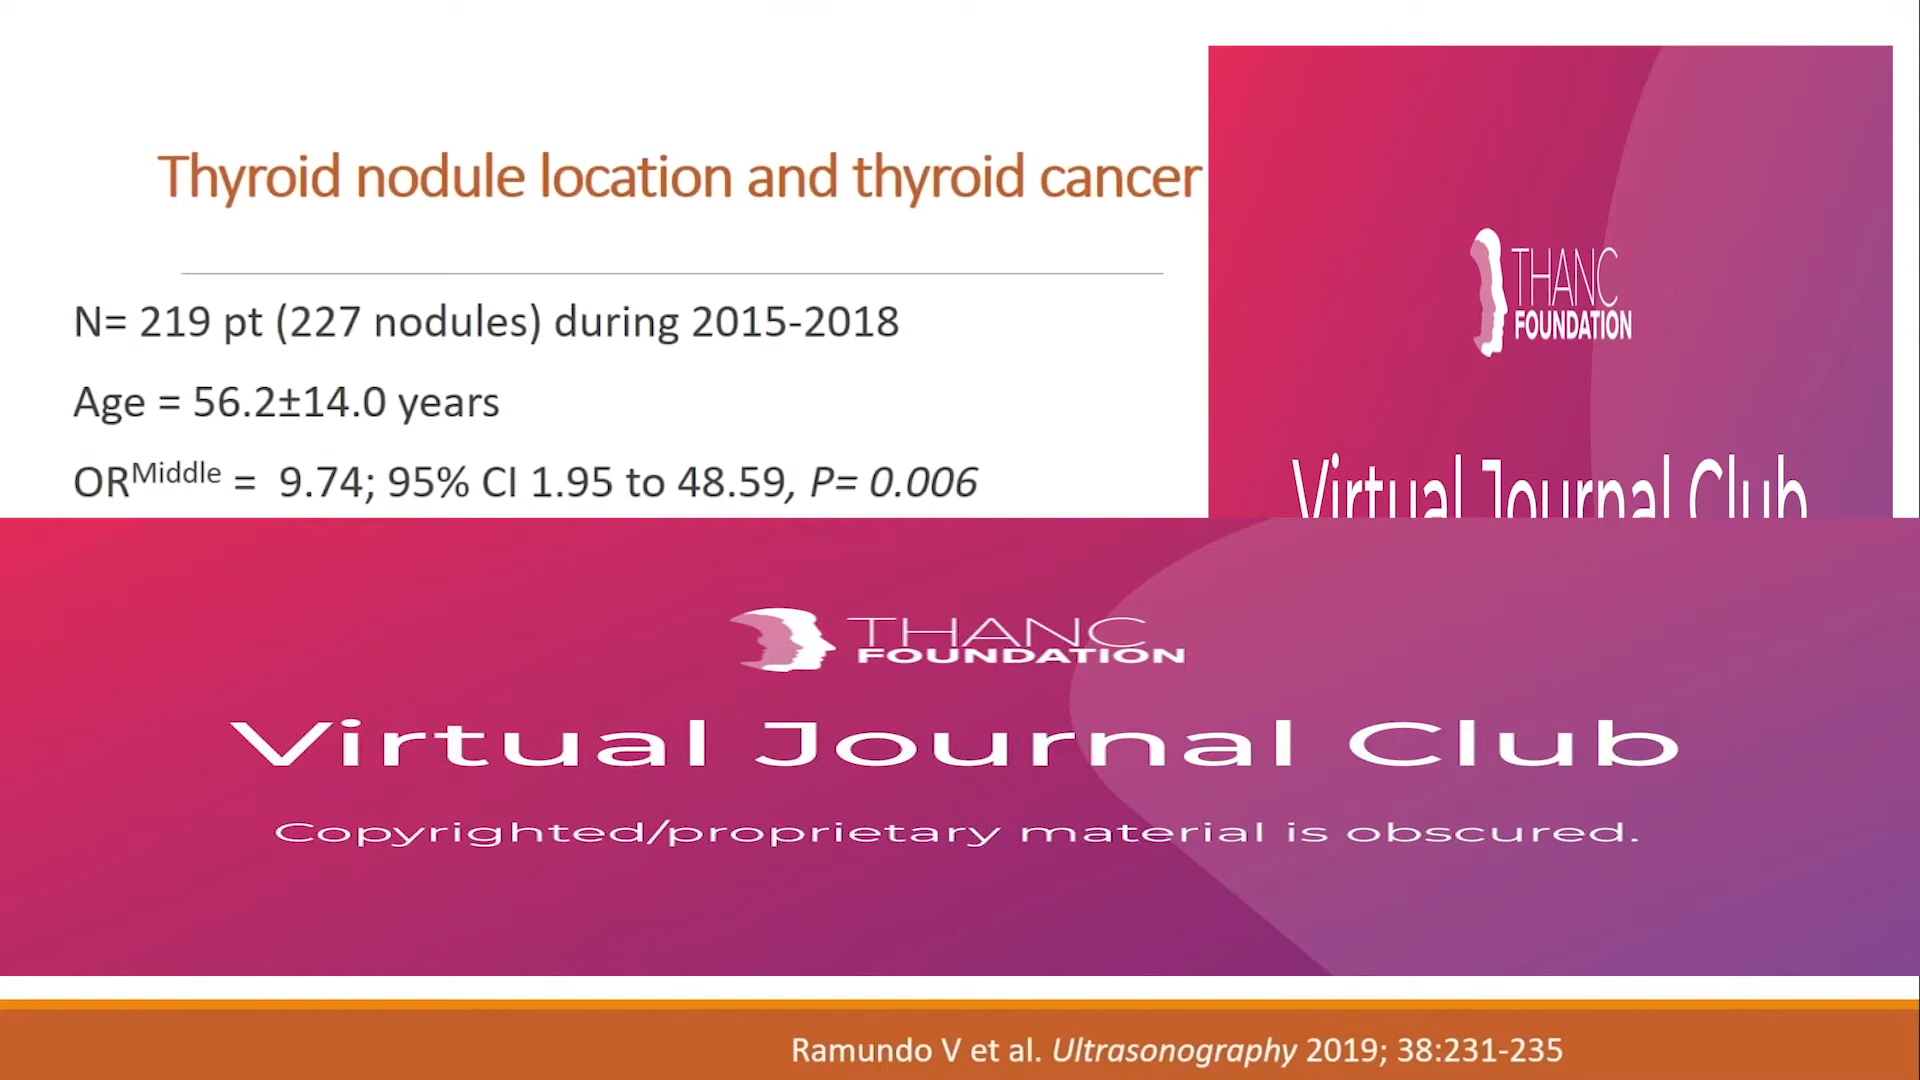 Thyroid nodule location and thyroid cancer
N= 219 pt (227 nodules) during 2015-2018
Age = 56.2±14.0 years
ORMiddle = 9.74; 95% CI 1.95 to 48.59, P= 0.006
THANC
FOUNDATION
Virtual Journal Club
THANC
FOUNDATION
Virtual Journal Club
Copyrighted/proprietary material is obscured.
Ramundo V et al. Ultrasonography 2019; 38:231-235